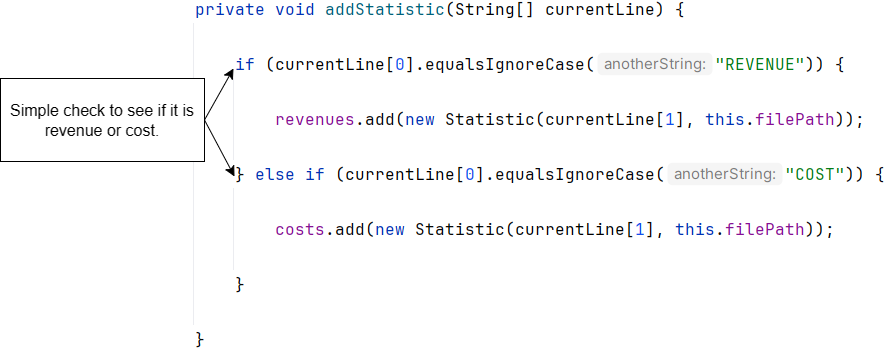 private void addStatistic(String[] currentLine) {
if (currentLine[0].equalsIgnoreCase( anotherString: "REVENUE")) {
Simple check to see if it is
revenue or cost.
revenues.add(new Statistic(currentLine[1], this.filePath));
} else if (currentLine[0].equalsIgnoreCase( anotherString: "COST")) {
costs.add(new Statistic(currentLine[1], this.filePath));
}
}